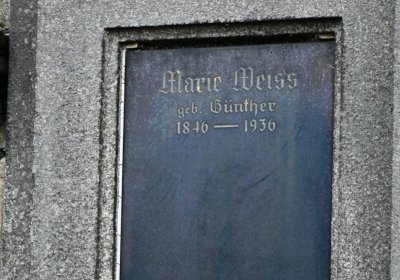 Marie Weiss
geb. Günther
1846 — 1936